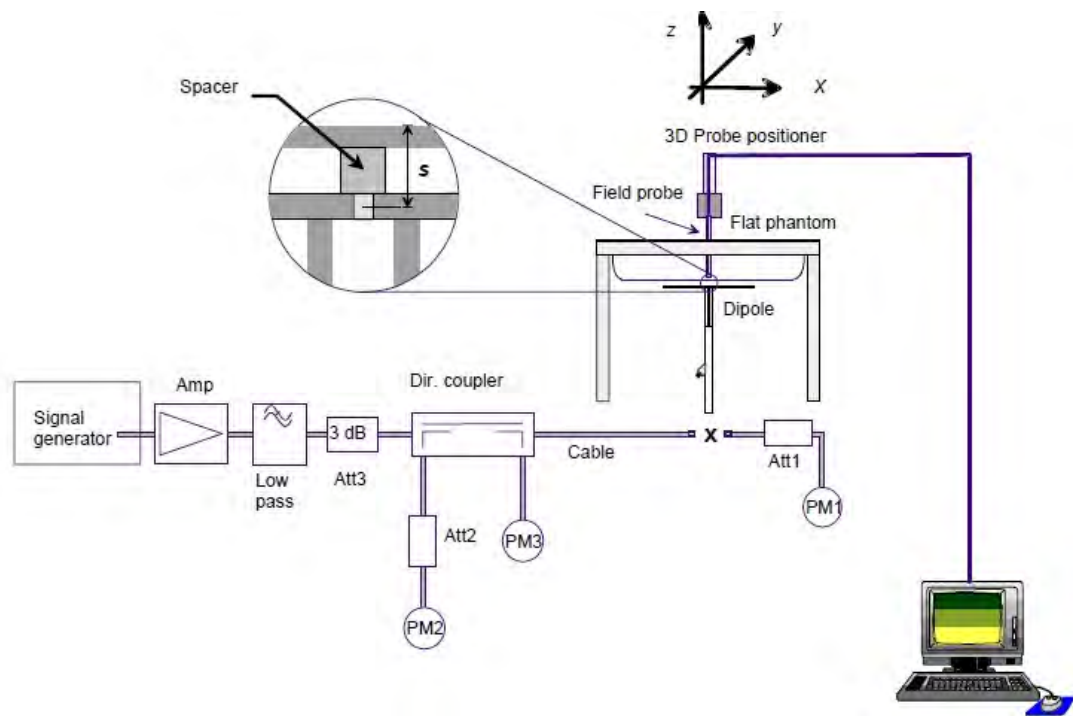 z
y
X
Spacer
s
3D Probe positioner
Field probe
Flat phantom
Dipole
Dir. coupler
Amp
Signal
generator
3 dB
Cable
x
Att1
Low
pass
Att3
PM1
Att2
PM3
PM2